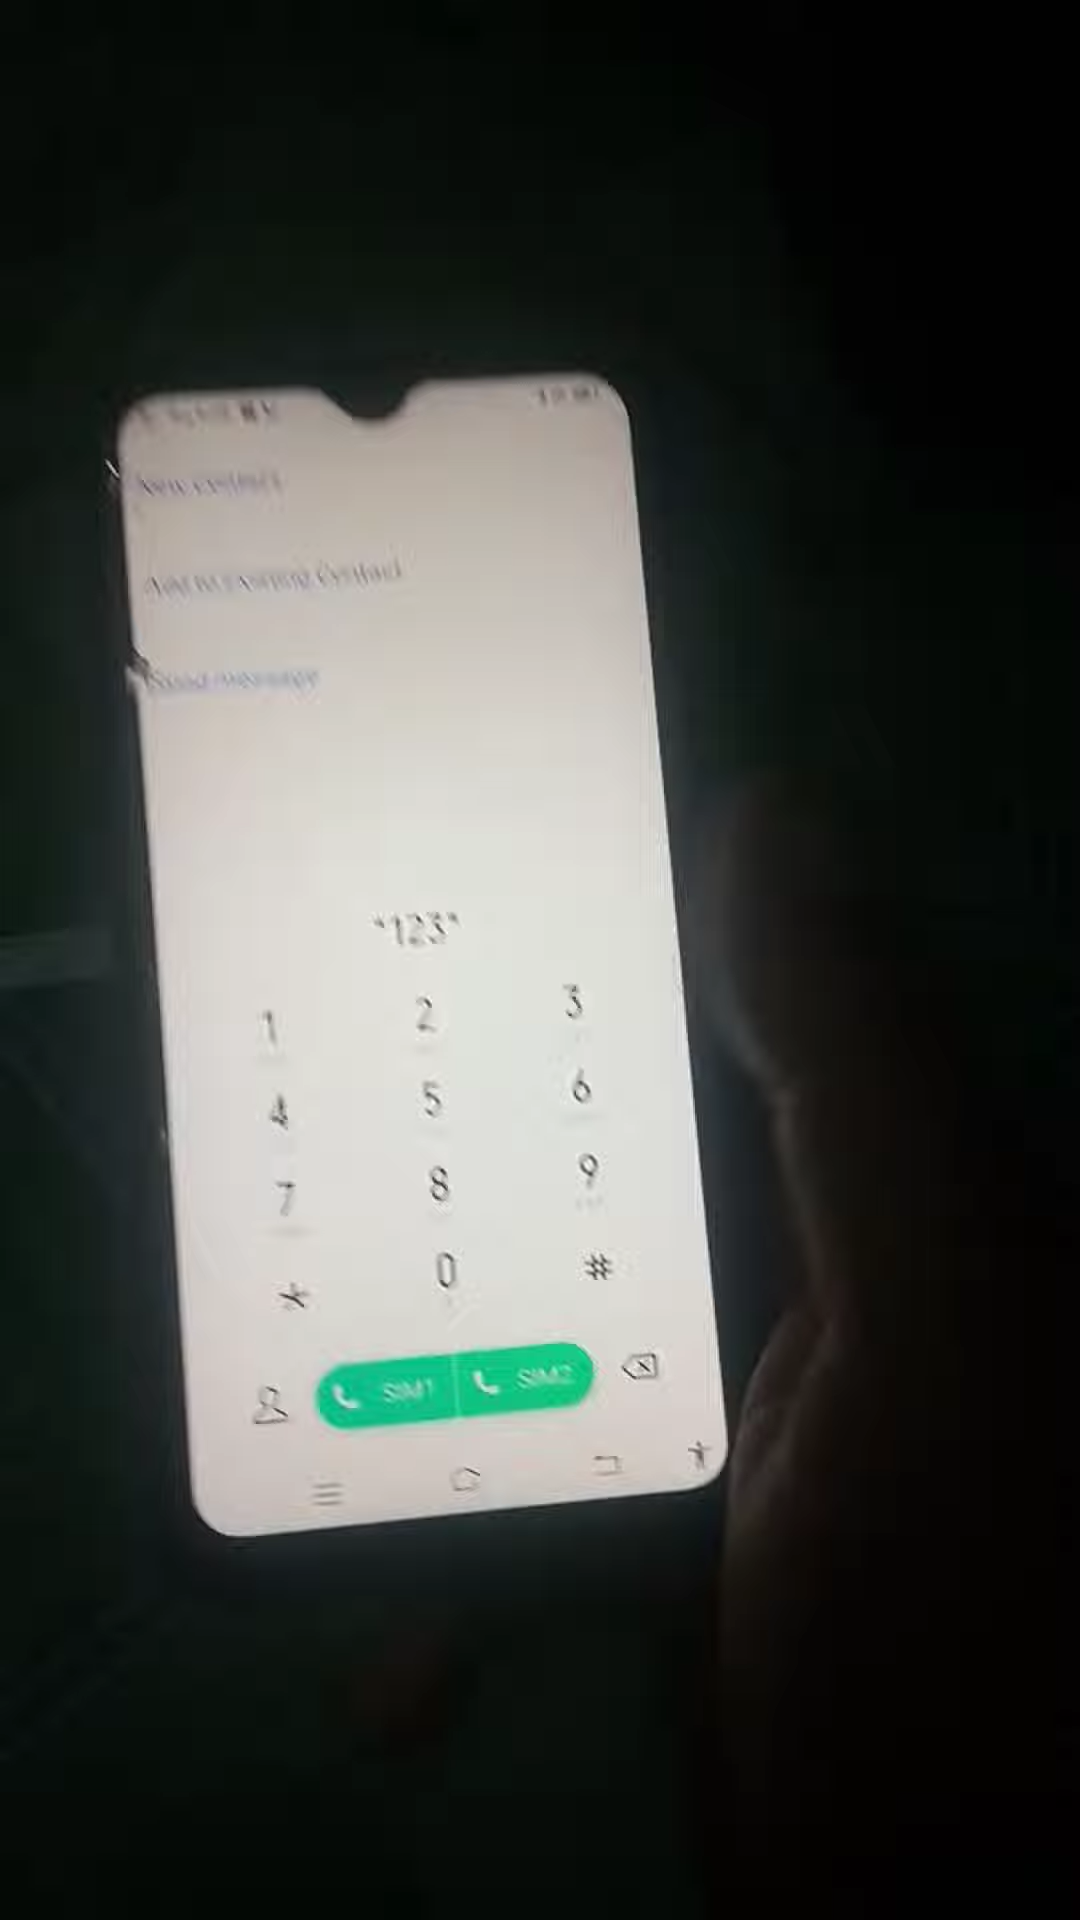 New contact
Add to existing contact
Send message
*123*
1 2 3
4 5 6
7 8 9
* 0 #
SIM1 SIM2